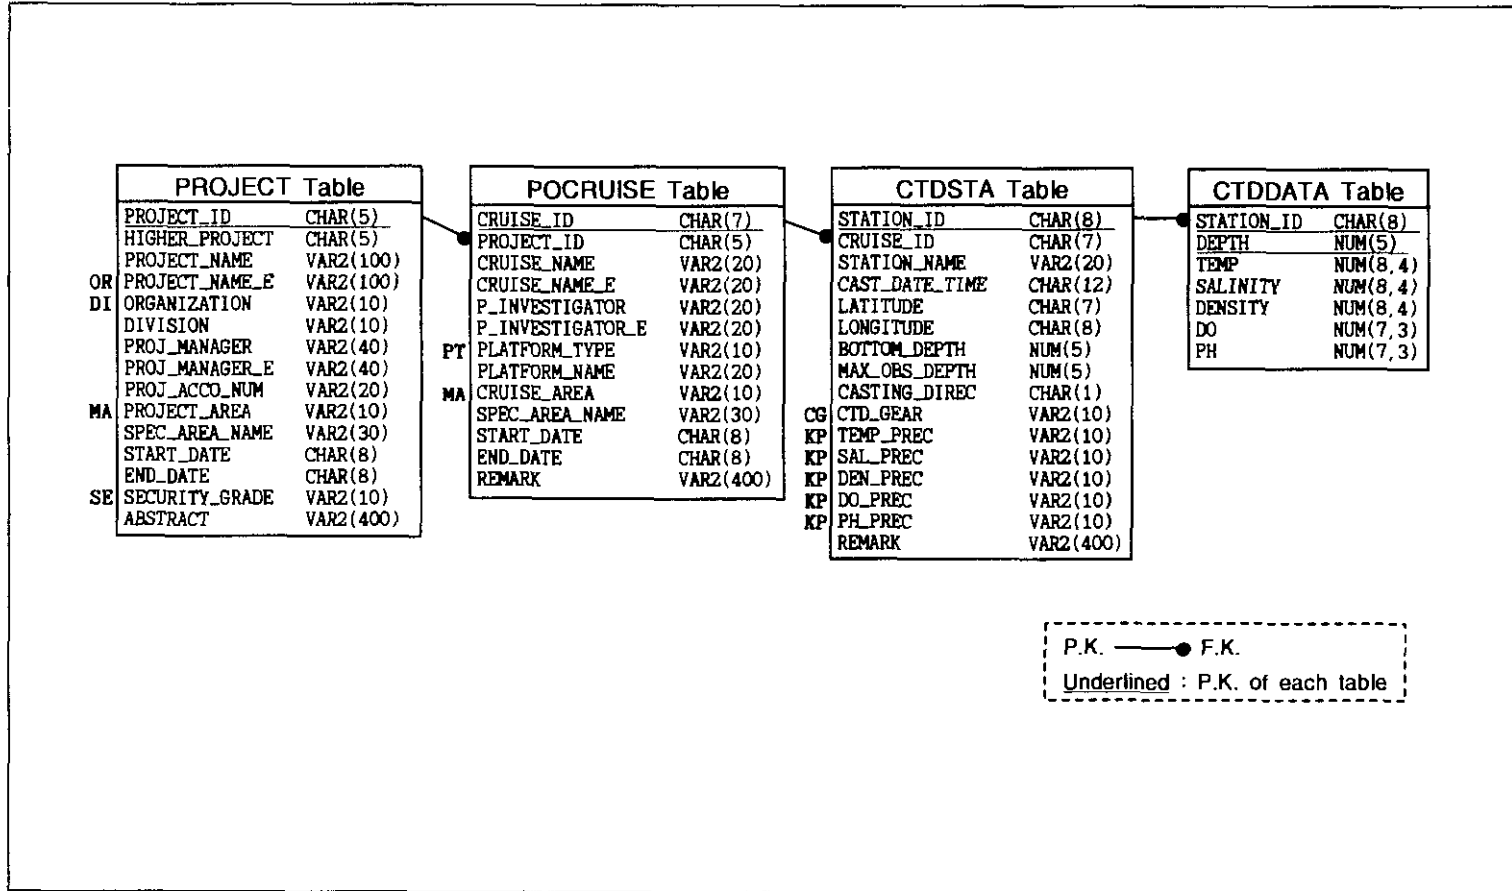 PROJECT Table
PROJECT_ID CHAR(5)
HIGHER_PROJECT CHAR(5)
PROJECT_NAME VAR2(100)
OR PROJECT_NAME_E VAR2(100)
DI ORGANIZATION VAR2(10)
DIVISION VAR2(10)
PROJ_MANAGER VAR2(40)
PROJ_MANAGER_E VAR2(40)
PROJ_ACCO_NUM VAR2(20)
MA PROJECT_AREA VAR2(10)
SPEC_AREA_NAME VAR2(30)
START_DATE CHAR(8)
END_DATE CHAR(8)
SE SECURITY_GRADE VAR2(10)
ABSTRACT VAR2(400)
POCRUISE Table
CRUISE_ID CHAR(7)
PROJECT_ID CHAR(5)
CRUISE_NAME VAR2(20)
CRUISE_NAME_E VAR2(20)
P_INVESTIGATOR VAR2(20)
P_INVESTIGATOR_E VAR2(20)
PT PLATFORM_TYPE VAR2(10)
PLATFORM_NAME VAR2(20)
MA CRUISE_AREA VAR2(10)
SPEC_AREA_NAME VAR2(30)
START_DATE CHAR(8)
END_DATE CHAR(8)
REMARK VAR2(400)
CTDSTA Table
STATION_ID CHAR(8)
CRUISE_ID CHAR(7)
STATION_NAME VAR2(20)
CAST_DATE_TIME CHAR(12)
LATITUDE CHAR(7)
LONGITUDE CHAR(8)
BOTTOM_DEPTH NUM(5)
MAX_OBS_DEPTH NUM(5)
CASTING_DIREC CHAR(1)
CG CTD_GEAR VAR2(10)
KP TEMP_PREC VAR2(10)
KP SAL_PREC VAR2(10)
KP DEN_PREC VAR2(10)
KP DO_PREC VAR2(10)
KP PH_PREC VAR2(10)
REMARK VAR2(400)
CTDDATA Table
STATION_ID CHAR(8)
DEPTH NUM(5)
TEMP NUM(8,4)
SALINITY NUM(8,4)
DENSITY NUM(8,4)
DO NUM(7,3)
PH NUM(7,3)
P.K. F.K.
Underlined : P.K. of each table